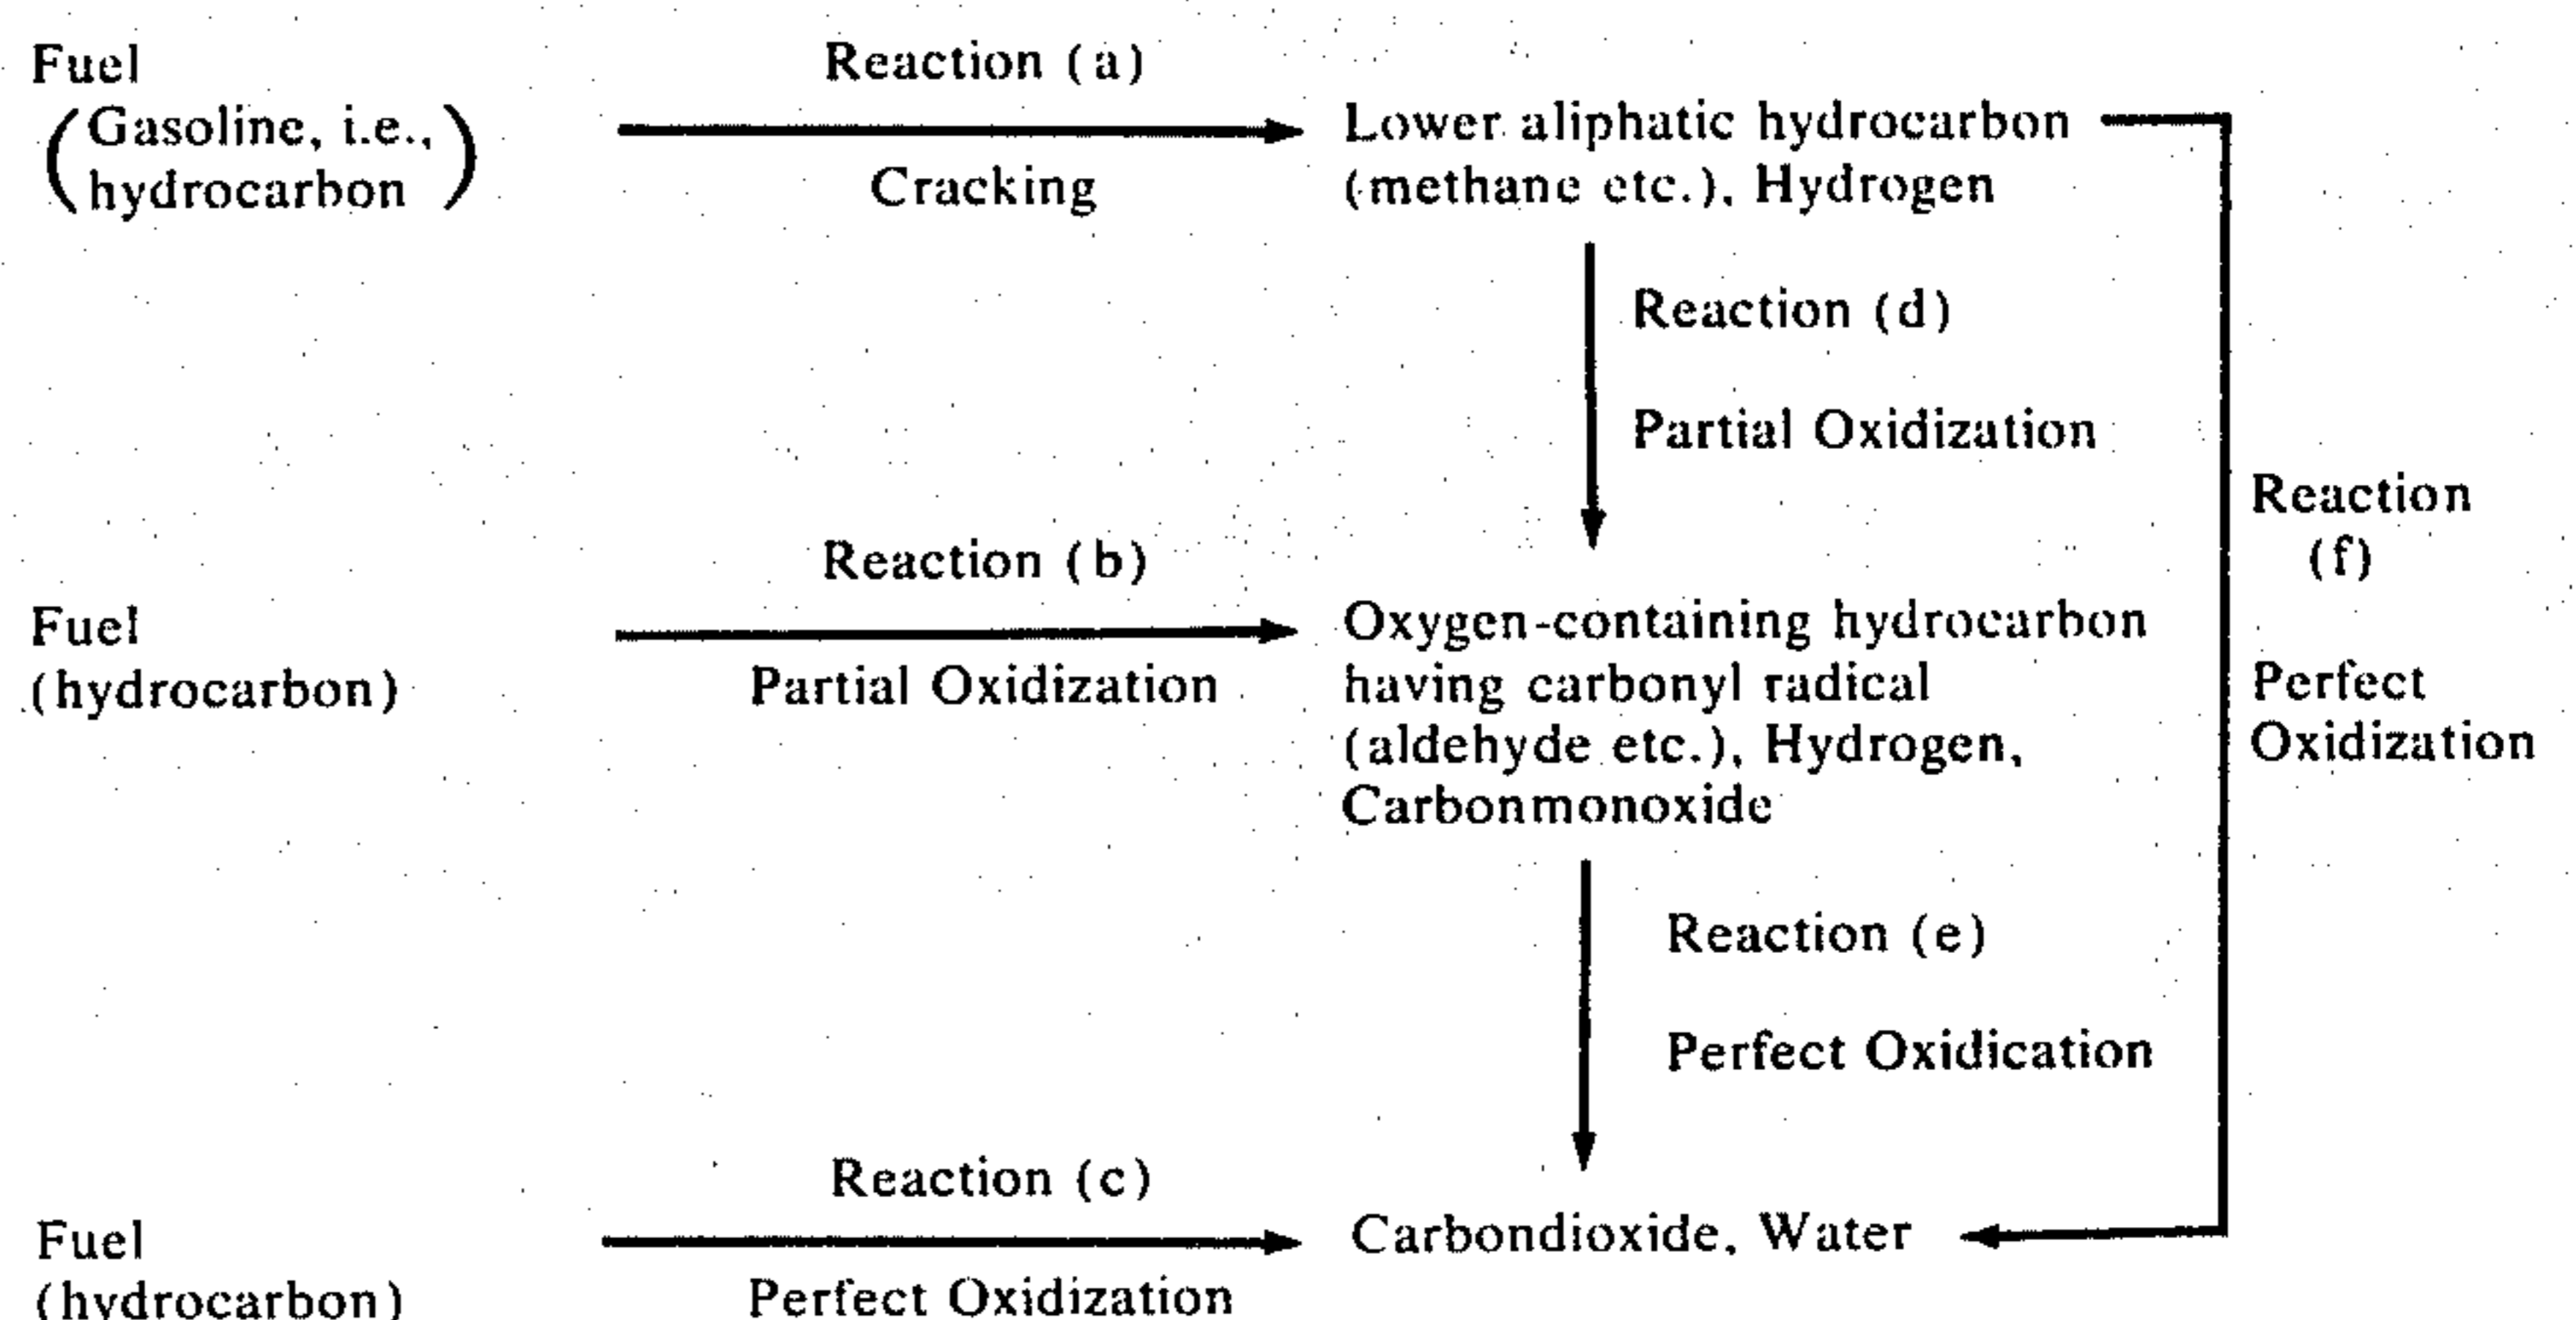 Fuel
(Gasoline, i.e.,
hydrocarbon)
Reaction (a)
Cracking
Lower aliphatic hydrocarbon
(methane etc.), Hydrogen
Reaction (d)
Partial Oxidization
Reaction
(f)
Perfect
Oxidization
Fuel
(hydrocarbon)
Reaction (b)
Partial Oxidization
Oxygen-containing hydrocarbon
having carbonyl radical
(aldehyde etc.), Hydrogen,
Carbonmonoxide
Reaction (e)
Perfect Oxidication
Fuel
(hydrocarbon)
Reaction (c)
Perfect Oxidization
Carbondioxide, Water